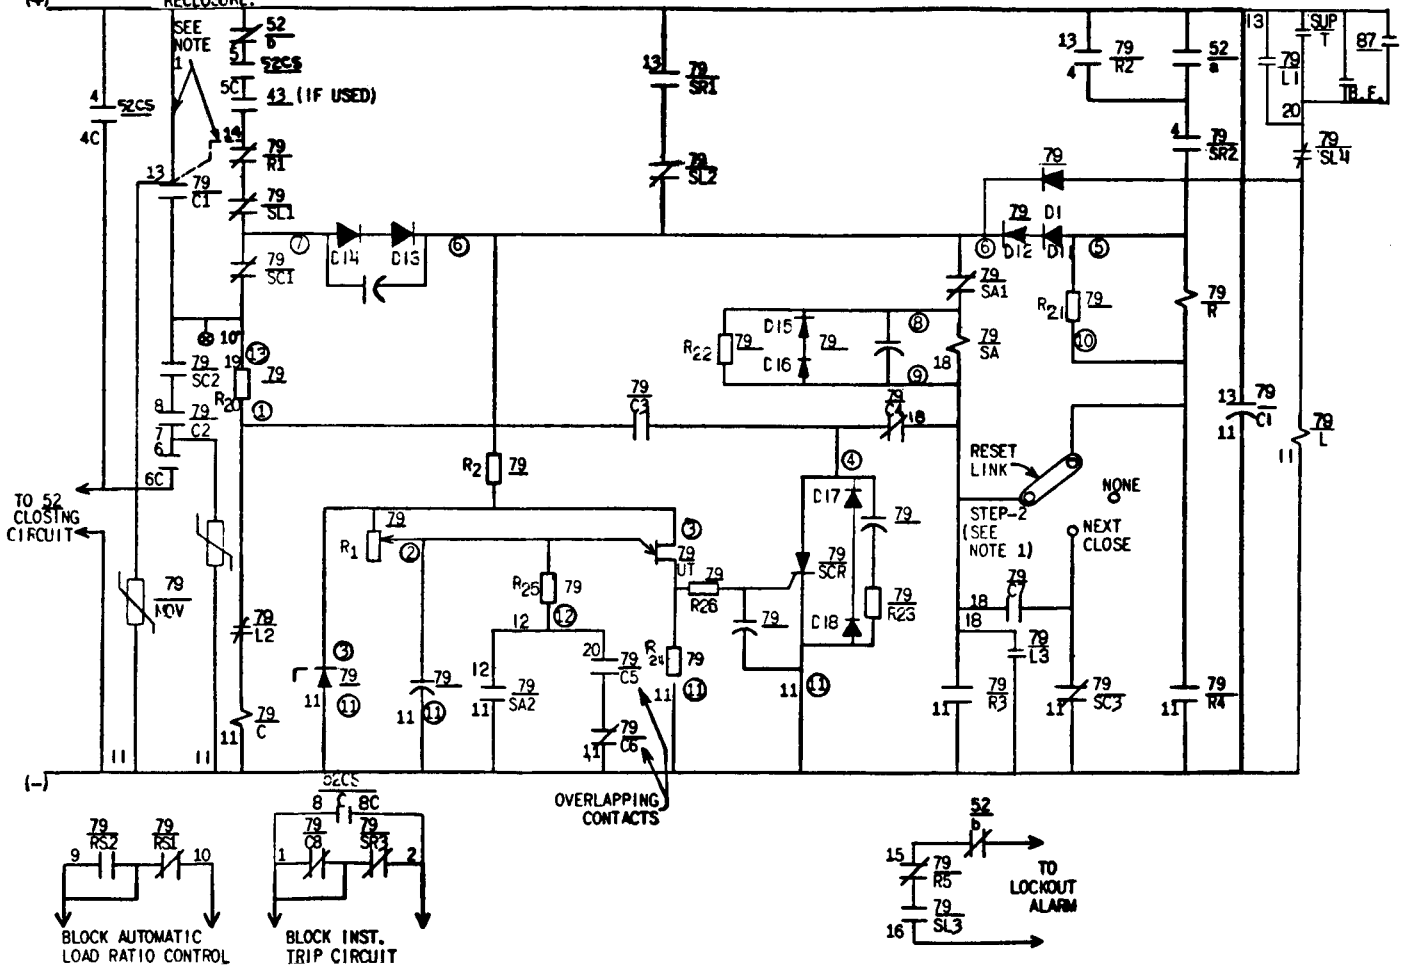 (+)
RECLOSURE.
SEE
NOTE
1
52
b
5
52CS
5C
43 (IF USED)
14
79
R1
79
SL1
4
52CS
4C
13
79
C1
79
SC1
7
D14
D13
6
13
79
SR1
79
SL2
13
79
R2
4
52
a
4
79
SR2
13
79
L1
SUP
T
87
B.F.
20
79
SL4
79
D1
6
79
D12
D11
5
79
SA1
R21
79
10
79
R
10
13
19
79
R20
1
79
SC2
8
79
C2
7
6
6C
R22
79
D15
D16
79
8
9
79
SA
18
79
C3
79
C4
18
13
79
C1
11
79
L
11
R2
79
4
RESET
LINK
NONE
STEP-2
(SEE
NOTE 1)
NEXT
CLOSE
TO 52
CLOSING
CIRCUIT
79
R1
2
3
79
UT
D17
79
79
SCR
D18
79
R23
79
R26
79
R25
79
12
12
79
C7
18
18
79
L3
79
MOV
79
L2
3
79
11
11
79
11
11
12
79
SA2
11
20
79
C5
79
C6
11
R24
79
11
11
11
11
79
R3
11
79
SC3
11
79
R4
11
79
C
11
11
11
(-)
OVERLAPPING
CONTACTS
52CS
C
8
8C
79
RS2
79
RS1
9
10
79
C8
79
SR3
1
2
BLOCK AUTOMATIC
LOAD RATIO CONTROL
BLOCK INST.
TRIP CIRCUIT
52
b
15
79
R5
79
SL3
16
TO
LOCKOUT
ALARM